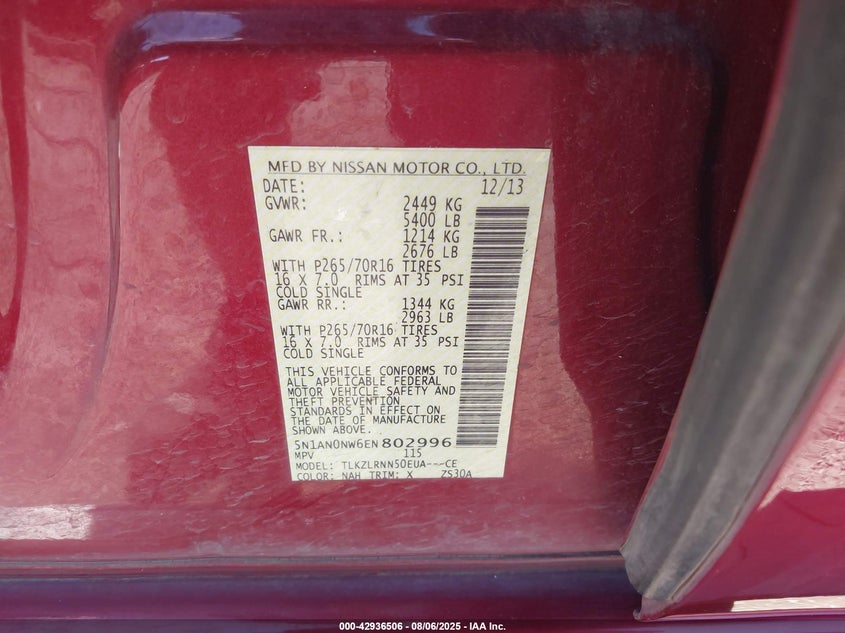 MFD BY NISSAN MOTOR CO., LTD.
DATE: 12/13
GVWR: 2449 KG
5400 LB
GAWR FR.: 1214 KG
2676 LB
WITH P265/70R16 TIRES
16 X 7.0 RIMS AT 35 PSI
COLD SINGLE
GAWR RR.: 1344 KG
2963 LB
WITH P265/70R16 TIRES
16 X 7.0 RIMS AT 35 PSI
COLD SINGLE
THIS VEHICLE CONFORMS TO
ALL APPLICABLE FEDERAL
MOTOR VEHICLE SAFETY AND
THEFT PREVENTION
STANDARDS IN EFFECT ON
THE DATE OF MANUFACTURE
SHOWN ABOVE.
5N1AN0NW6EN802996
MPV 115
MODEL: TLKZLRNN50EUA---CE
COLOR: NAH TRIM: X ZS30A
000-42936506 - 08/06/2025 - IAA Inc.